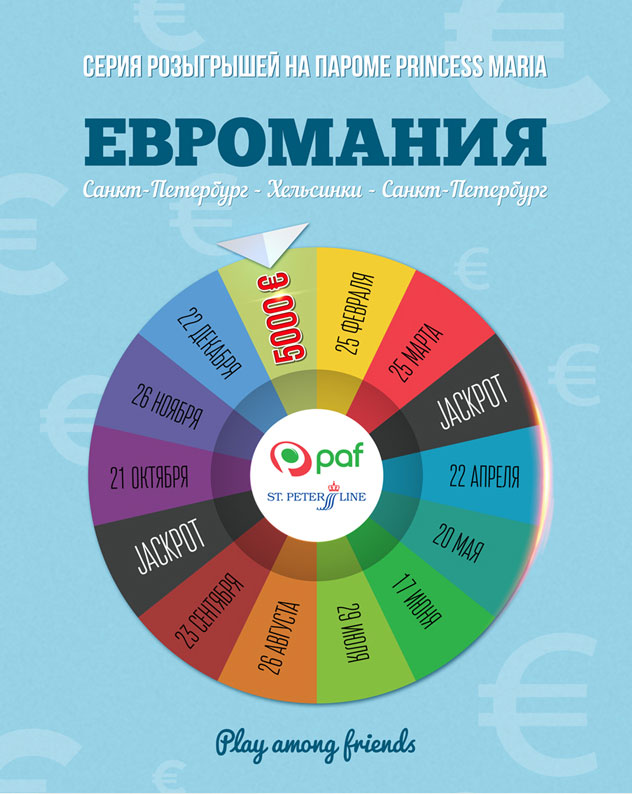 СЕРИЯ РОЗЫГРЫШЕЙ НА ПАРОМЕ PRINCESS MARIA
ЕВРОМАНИЯ
Санкт-Петербург - Хельсинки - Санкт-Петербург
5000 €
25 ФЕВРАЛЯ
25 МАРТА
JACKPOT
22 АПРЕЛЯ
20 МАЯ
17 ИЮНЯ
29 ИЮЛЯ
26 АВГУСТА
23 СЕНТЯБРЯ
JACKPOT
21 ОКТЯБРЯ
26 НОЯБРЯ
22 ДЕКАБРЯ
paf
ST. PETER LINE
Play among friends